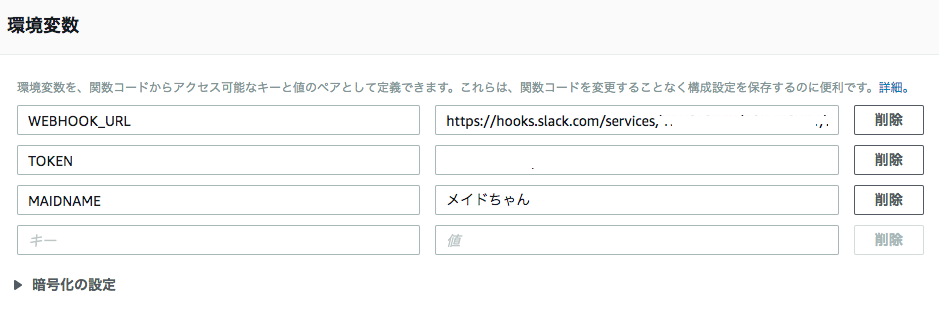 環境変数
環境変数を、関数コードからアクセス可能なキーと値のペアとして定義できます。これらは、関数コードを変更することなく構成設定を保存するのに便利です。詳細。
WEBHOOK_URL https://hooks.slack.com/services/ 削除
TOKEN 削除
MAIDNAME メイドちゃん 削除
キー 値 削除
▶ 暗号化の設定